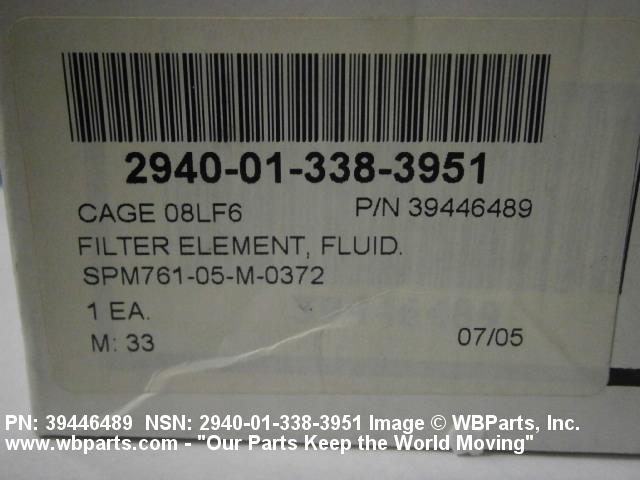 2940-01-338-3951
CAGE 08LF6 P/N 39446489
FILTER ELEMENT, FLUID.
SPM761-05-M-0372
1 EA.
M: 33 07/05
PN: 39446489 NSN: 2940-01-338-3951 Image © WBParts, Inc.
www.wbparts.com - "Our Parts Keep the World Moving"